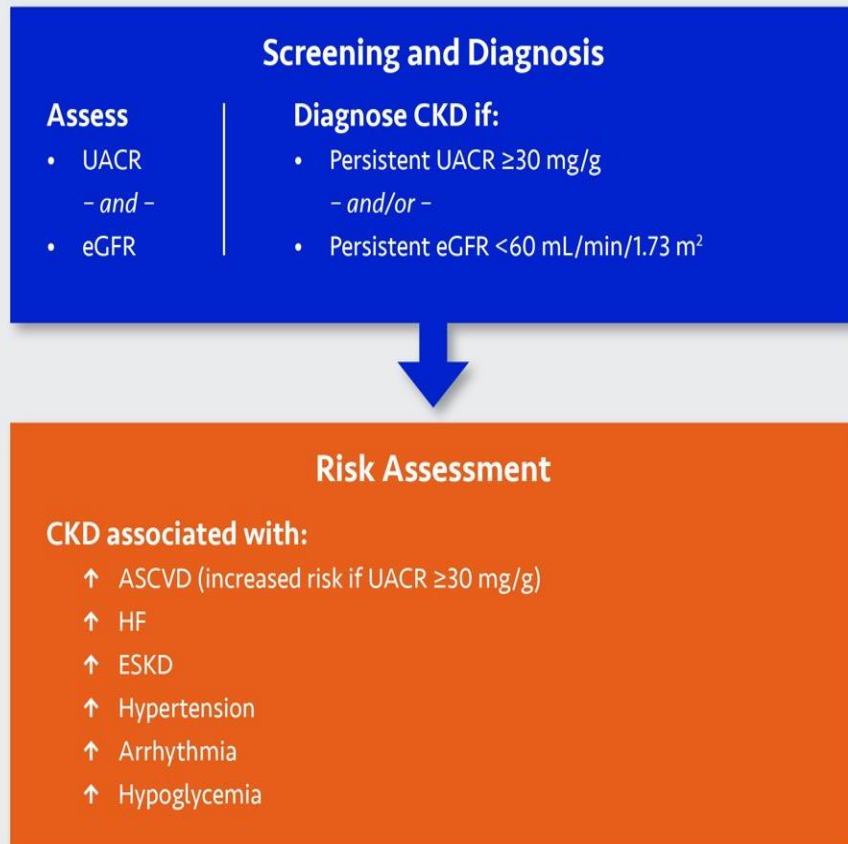 Screening and Diagnosis
Assess
• UACR
– and –
• eGFR
Diagnose CKD if:
• Persistent UACR ≥30 mg/g
– and/or –
• Persistent eGFR <60 mL/min/1.73 m²
Risk Assessment
CKD associated with:
↑ ASCVD (increased risk if UACR ≥30 mg/g)
↑ HF
↑ ESKD
↑ Hypertension
↑ Arrhythmia
↑ Hypoglycemia